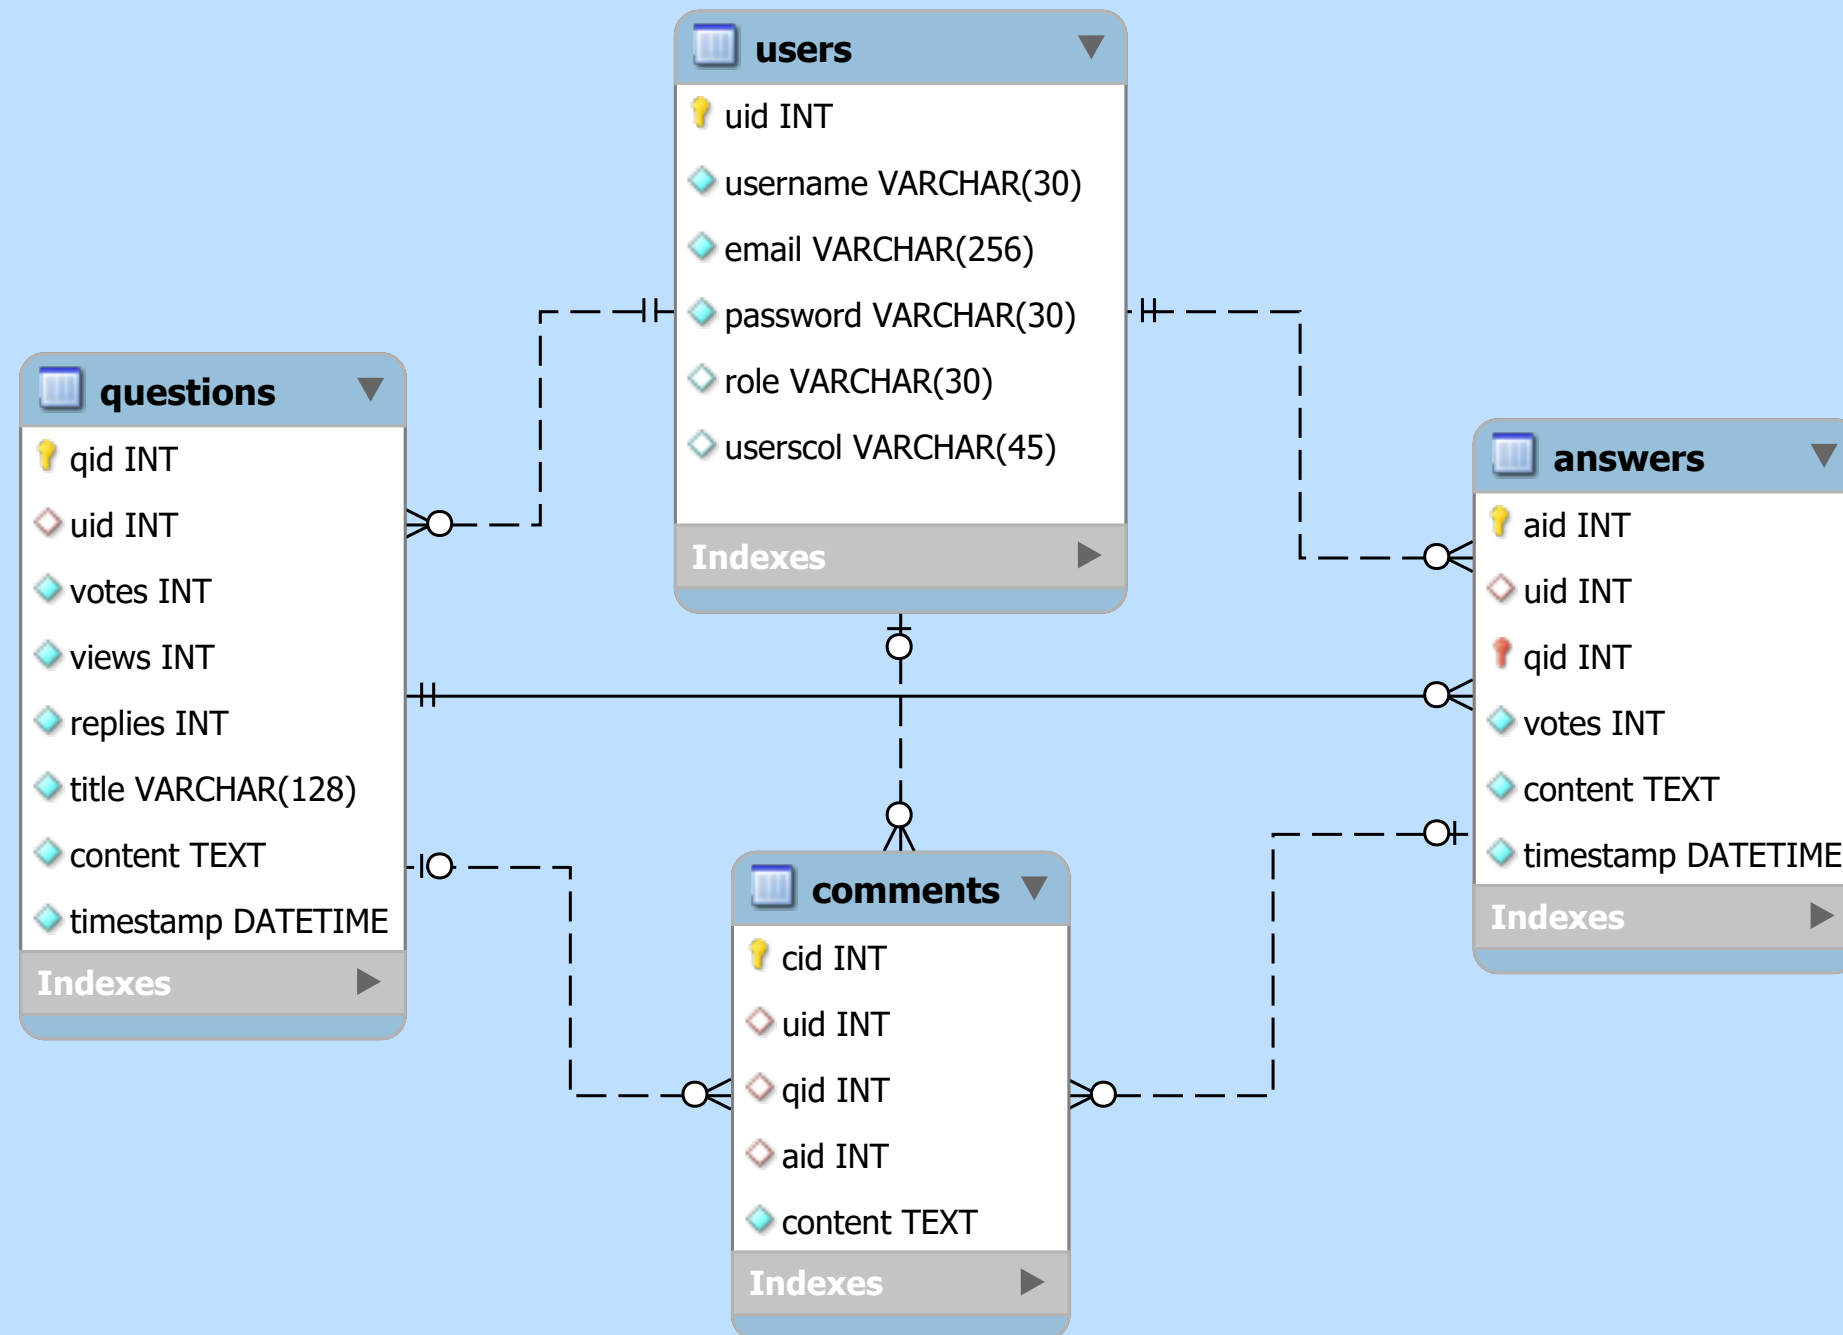 users
uid INT
username VARCHAR(30)
email VARCHAR(256)
password VARCHAR(30)
role VARCHAR(30)
userscol VARCHAR(45)
Indexes
questions
qid INT
uid INT
votes INT
views INT
replies INT
title VARCHAR(128)
content TEXT
timestamp DATETIME
Indexes
answers
aid INT
uid INT
qid INT
votes INT
content TEXT
timestamp DATETIME
Indexes
comments
cid INT
uid INT
qid INT
aid INT
content TEXT
Indexes